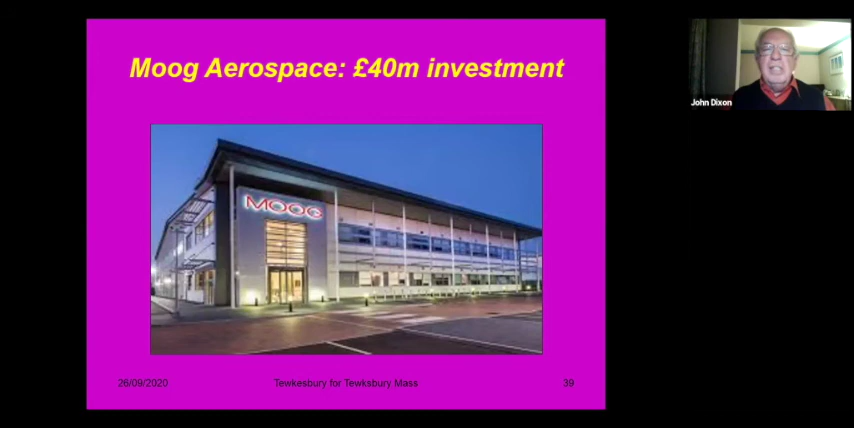 Moog Aerospace: £40m investment
John Dixon
MOOG
26/09/2020
Tewkesbury for Tewksbury Mass
39